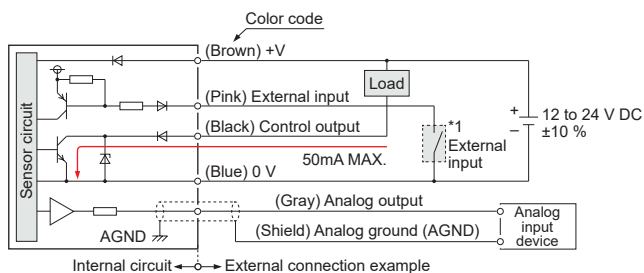 Color code
(Brown) +V
Load
(Pink) External input
(Black) Control output
*1
External
input
+
−
12 to 24 V DC
±10 %
50mA MAX.
(Blue) 0 V
Sensor circuit
(Gray) Analog output
Analog
input
device
AGND
(Shield) Analog ground (AGND)
Internal circuit
External connection example